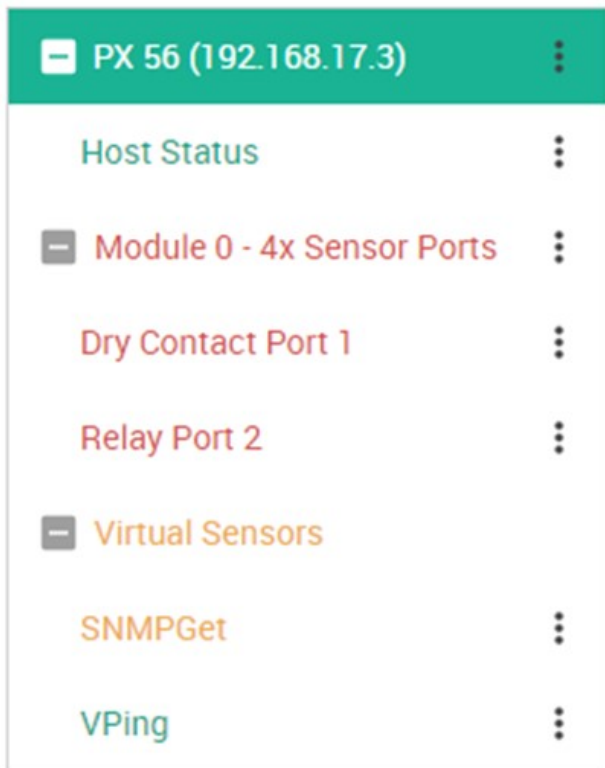 PX 56 (192.168.17.3)
Host Status
Module 0 - 4x Sensor Ports
Dry Contact Port 1
Relay Port 2
Virtual Sensors
SNMPGet
VPing